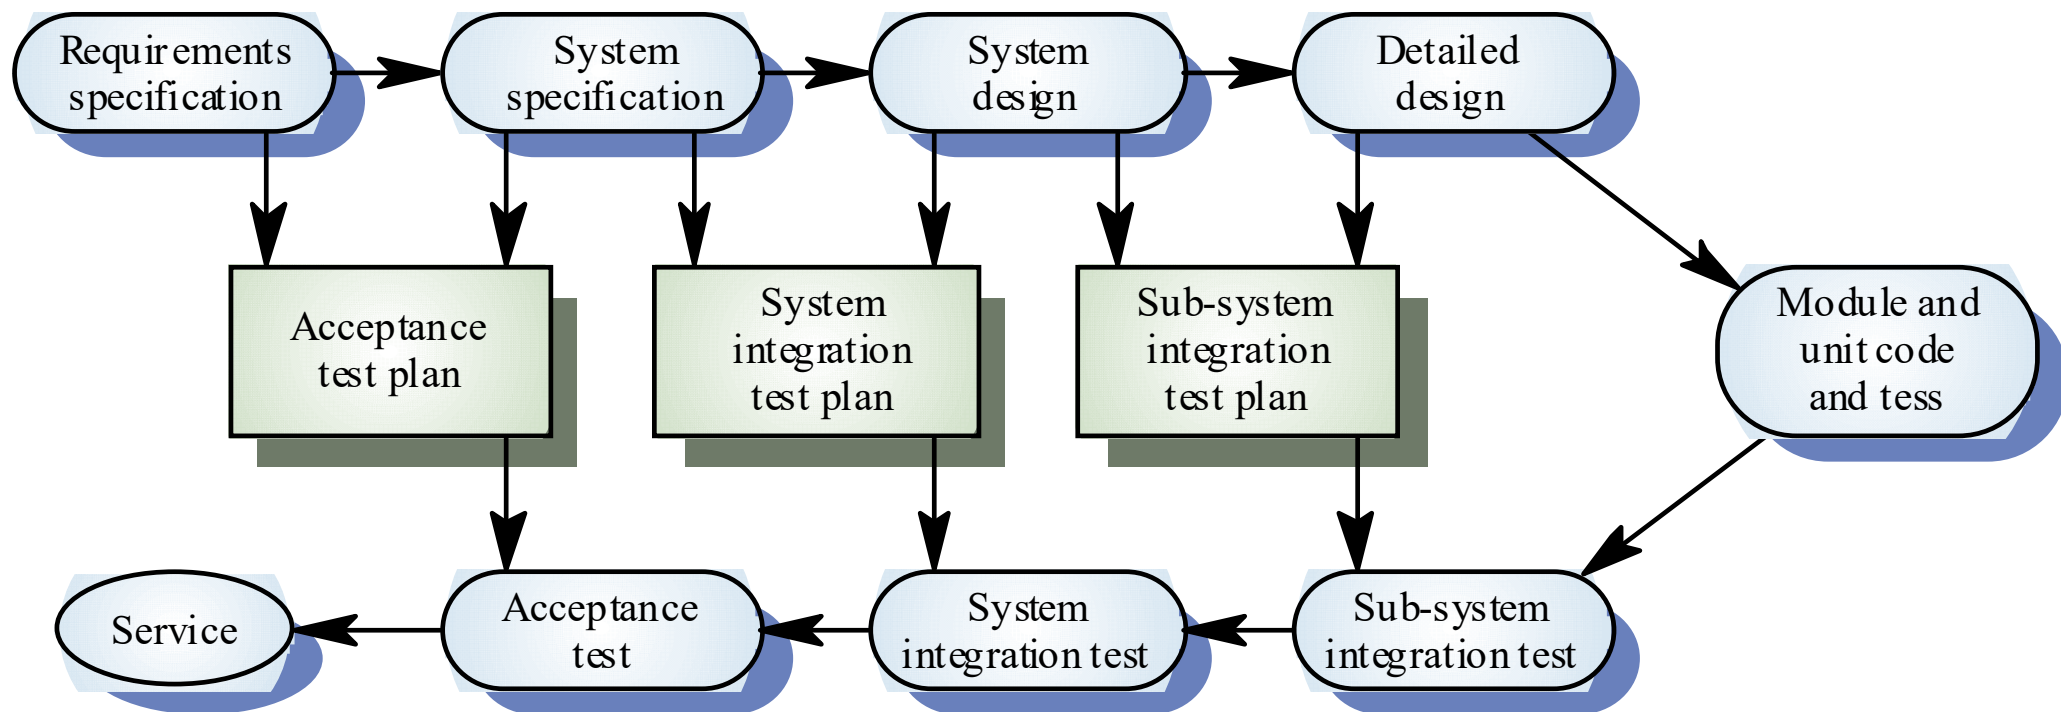 Requirements
specification
System
specification
System
design
Detailed
design
Acceptance
test plan
System
integration
test plan
Sub-system
integration
test plan
Module and
unit code
and tess
Service
Acceptance
test
System
integration test
Sub-system
integration test